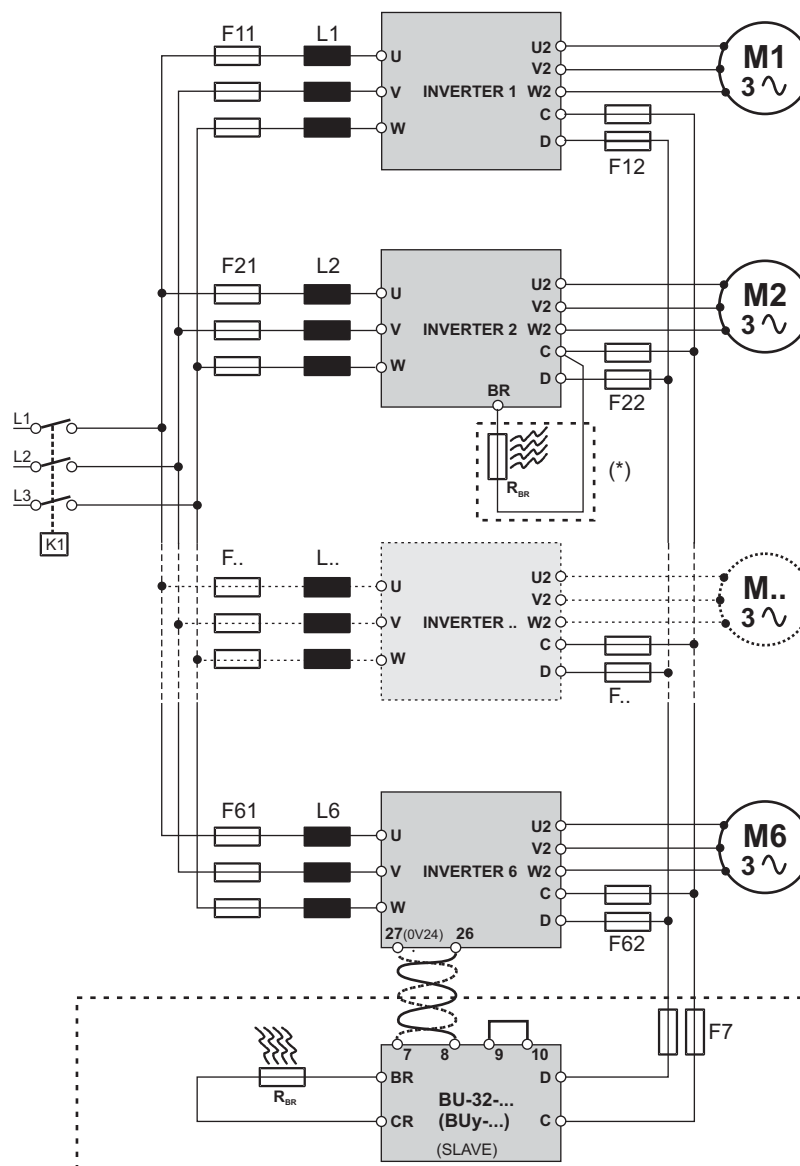 F11 L1
U U2
V INVERTER 1 V2
W W2
C
D
F12
M1
3
F21 L2
U U2
V INVERTER 2 V2
W W2
C
D
BR
F22
M2
3
R BR
(*)
L1
L2
L3
K1
F.. L..
U U2
V INVERTER .. V2
W W2
C
D
F..
M..
3
F61 L6
U U2
V INVERTER 6 V2
W W2
C
D
27 (0V24) 26
F62
M6
3
F7
7 8 9 10
BR D
BU-32-...
(BUy-...)
CR C
(SLAVE)
R BR